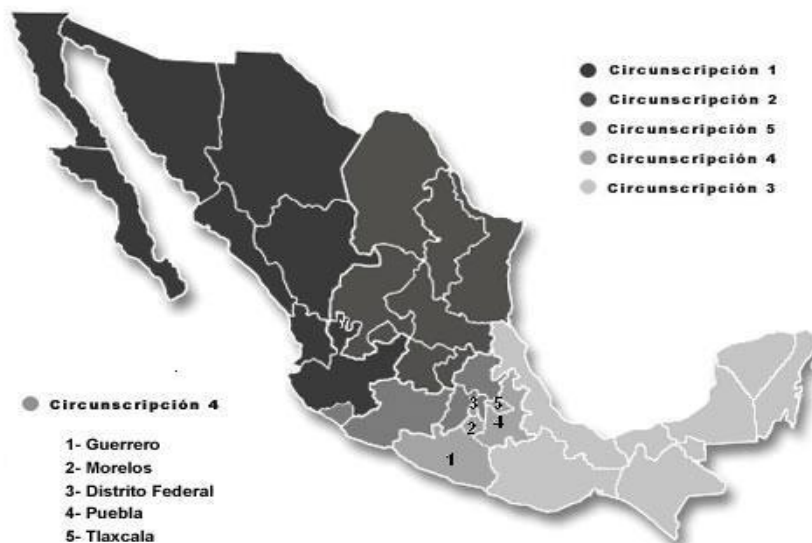 Circunscripción 1
Circunscripción 2
Circunscripción 5
Circunscripción 4
Circunscripción 3
3
5
2
4
1
Circunscripción 4
1- Guerrero
2- Morelos
3- Distrito Federal
4- Puebla
5- Tlaxcala